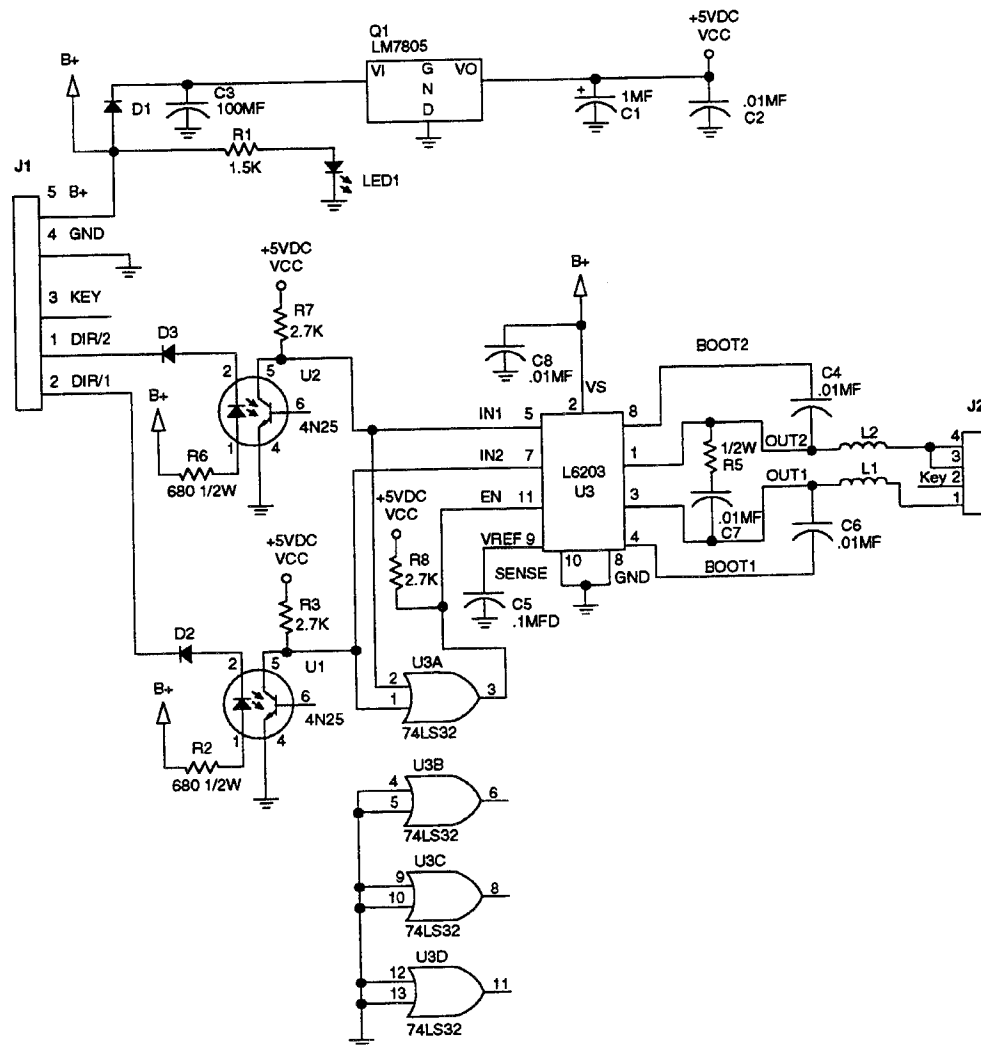 +5VDC
VCC
Q1
LM7805
B+
VI
G
N
D
VO
C3
100MF
D1
+
1MF
C1
.01MF
C2
R1
1.5K
LED1
J1
5 B+
4 GND
3 KEY
1 DIR/2
2 DIR/1
+5VDC
VCC
R7
2.7K
D3
2
5
U2
6
4N25
1
4
B+
R6
680 1/2W
B+
C8
.01MF
VS
2
BOOT2
8
C4
.01MF
IN1
5
IN2
7
EN
11
VREF 9
L6203
U3
1
3
4
10
8
SENSE
GND
1/2W
R5
OUT2
OUT1
L2
L1
J2
4
3
Key 2
1
.01MF
C7
C6
.01MF
BOOT1
+5VDC
VCC
R8
2.7K
C5
.1MFD
+5VDC
VCC
R3
2.7K
D2
2
5
U1
6
4N25
1
4
B+
R2
680 1/2W
U3A
2
1
3
74LS32
U3B
4
5
6
74LS32
U3C
9
10
8
74LS32
U3D
12
13
11
74LS32